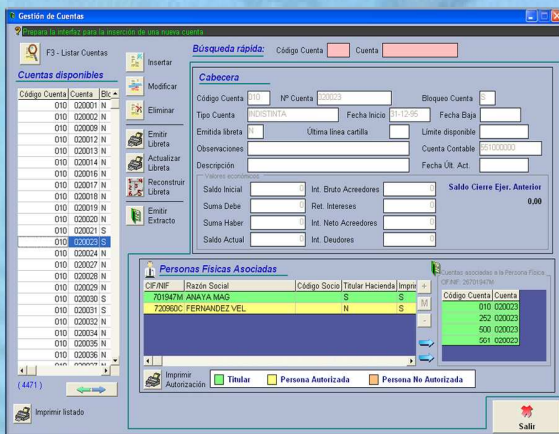 Gestión de Cuentas
Prepara la interfaz para la inserción de una nueva cuenta
F3 - Listar Cuentas
Cuentas disponibles
Código Cuenta Cuenta Blc
010 020001 N
010 020002 N
010 020009 N
010 020012 N
010 020013 N
010 020014 N
010 020016 N
010 020017 N
010 020018 N
010 020019 N
010 020020 N
010 020021 S
010 020023 S
010 020024 N
010 020027 N
010 020028 N
010 020029 N
010 020030 S
010 020031 S
010 020032 N
010 020034 N
010 020035 N
010 020036 N
(4471)
Imprimir listado
Insertar
Modificar
Eliminar
Emitir Libreta
Actualizar Libreta
Reconstruir Libreta
Emitir Extracto
Búsqueda rápida: Código Cuenta Cuenta
Cabecera
Código Cuenta 010 Nº Cuenta 020023 Bloqueo Cuenta S
Tipo Cuenta INDISTINTA Fecha Inicio 31-12-95 Fecha Baja
Emitida libreta N Última línea cartilla Límite disponible
Observaciones Cuenta Contable 551000000
Descripción Fecha Últ. Act.
Valores económicos
Saldo Inicial 0 Int. Bruto Acreedores 0 Saldo Cierre Ejer. Anterior
Suma Debe 0 Ret. Intereses 0 0,00
Suma Haber 0 Int. Neto Acreedores 0
Saldo Actual 0 Int. Deudores 0
Personas Físicas Asociadas
CIF/NIF Razón Social Código Socio Titular Hacienda Imprir
701947M ANAYA MAG S S
720960C FERNANDEZ VEL N S
+
M
-
Cuentas asociadas a la Persona Física
CIF/NIF: 26701947M
Código Cuenta Cuenta
010 020023
252 020023
500 020023
501 020023
Imprimir Autorización Titular Persona Autorizada Persona No Autorizada
Salir